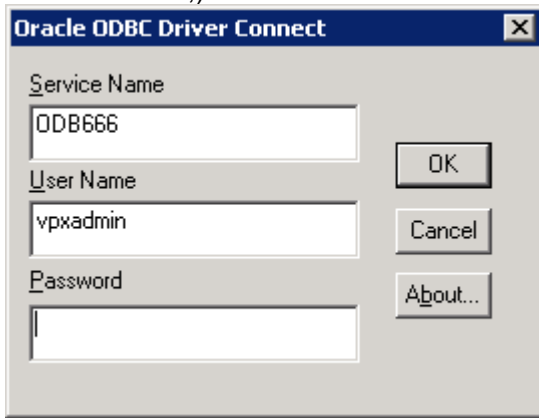 Oracle ODBC Driver Connect
Service Name
ODB666
OK
User Name
vpxadmin
Cancel
Password
About...